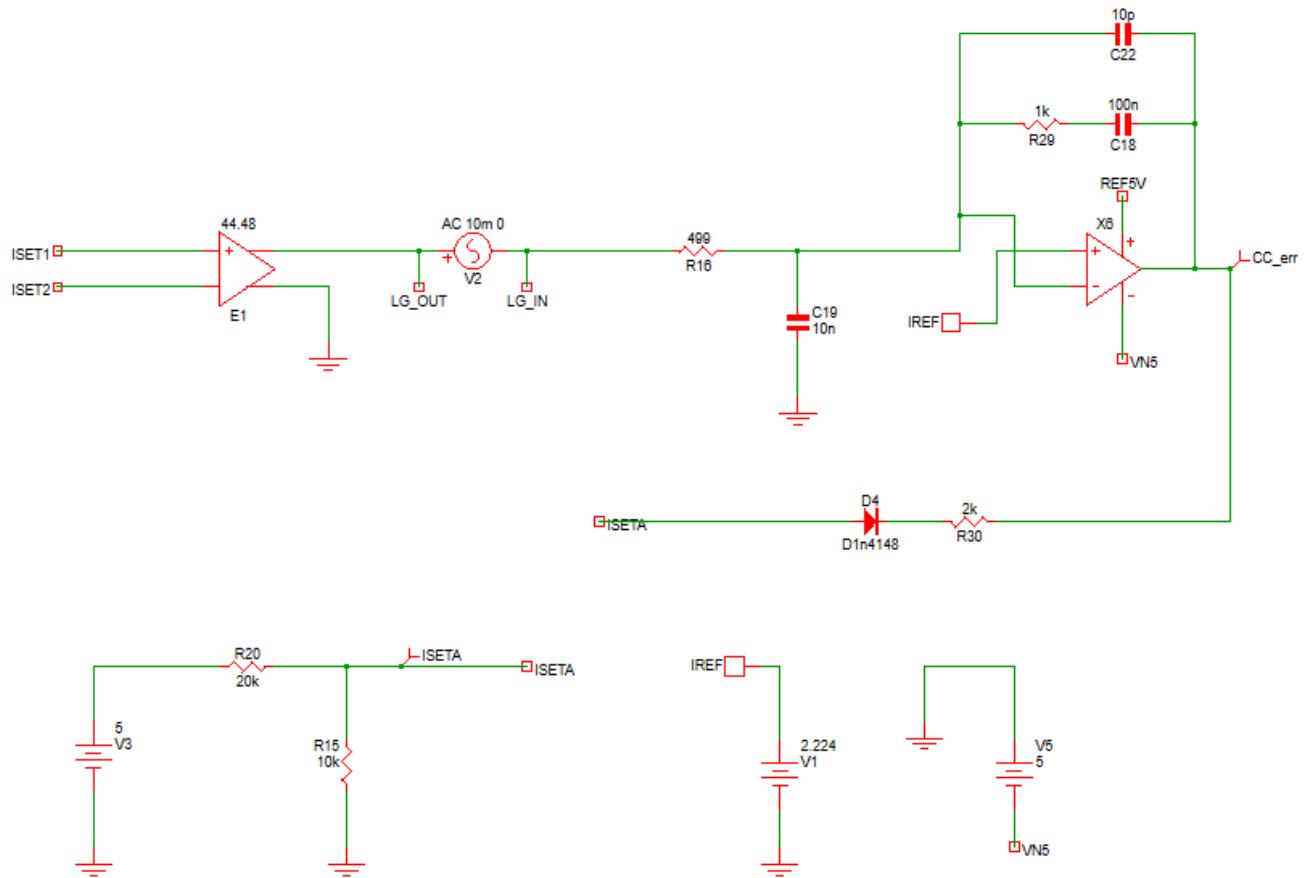 10p
C22
1k
100n
R29
C18
REF5V
44.48
AC 10m 0
X6
ISET1
499
+
+
+
CC_err
+
V2
R16
-
-
ISET2
LG_OUT
LG_IN
E1
C19
10n
IREF
VN5
D4
2k
ISETA
D1n4148
R30
R20
ISETA
20k
ISETA
IREF
5
V3
R15
10k
2.224
V1
V5
5
VN5